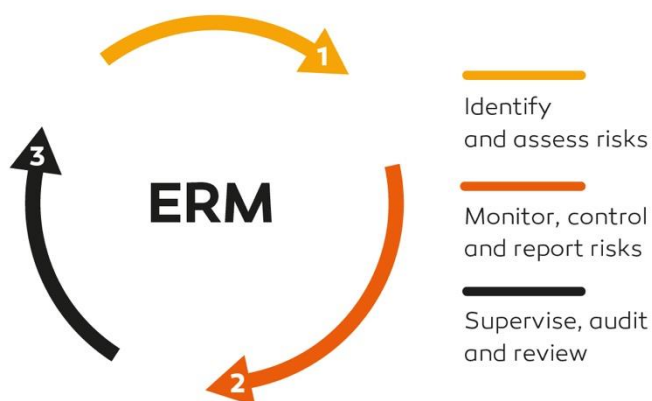 1
3
ERM
2
Identify
and assess risks
Monitor, control
and report risks
Supervise, audit
and review